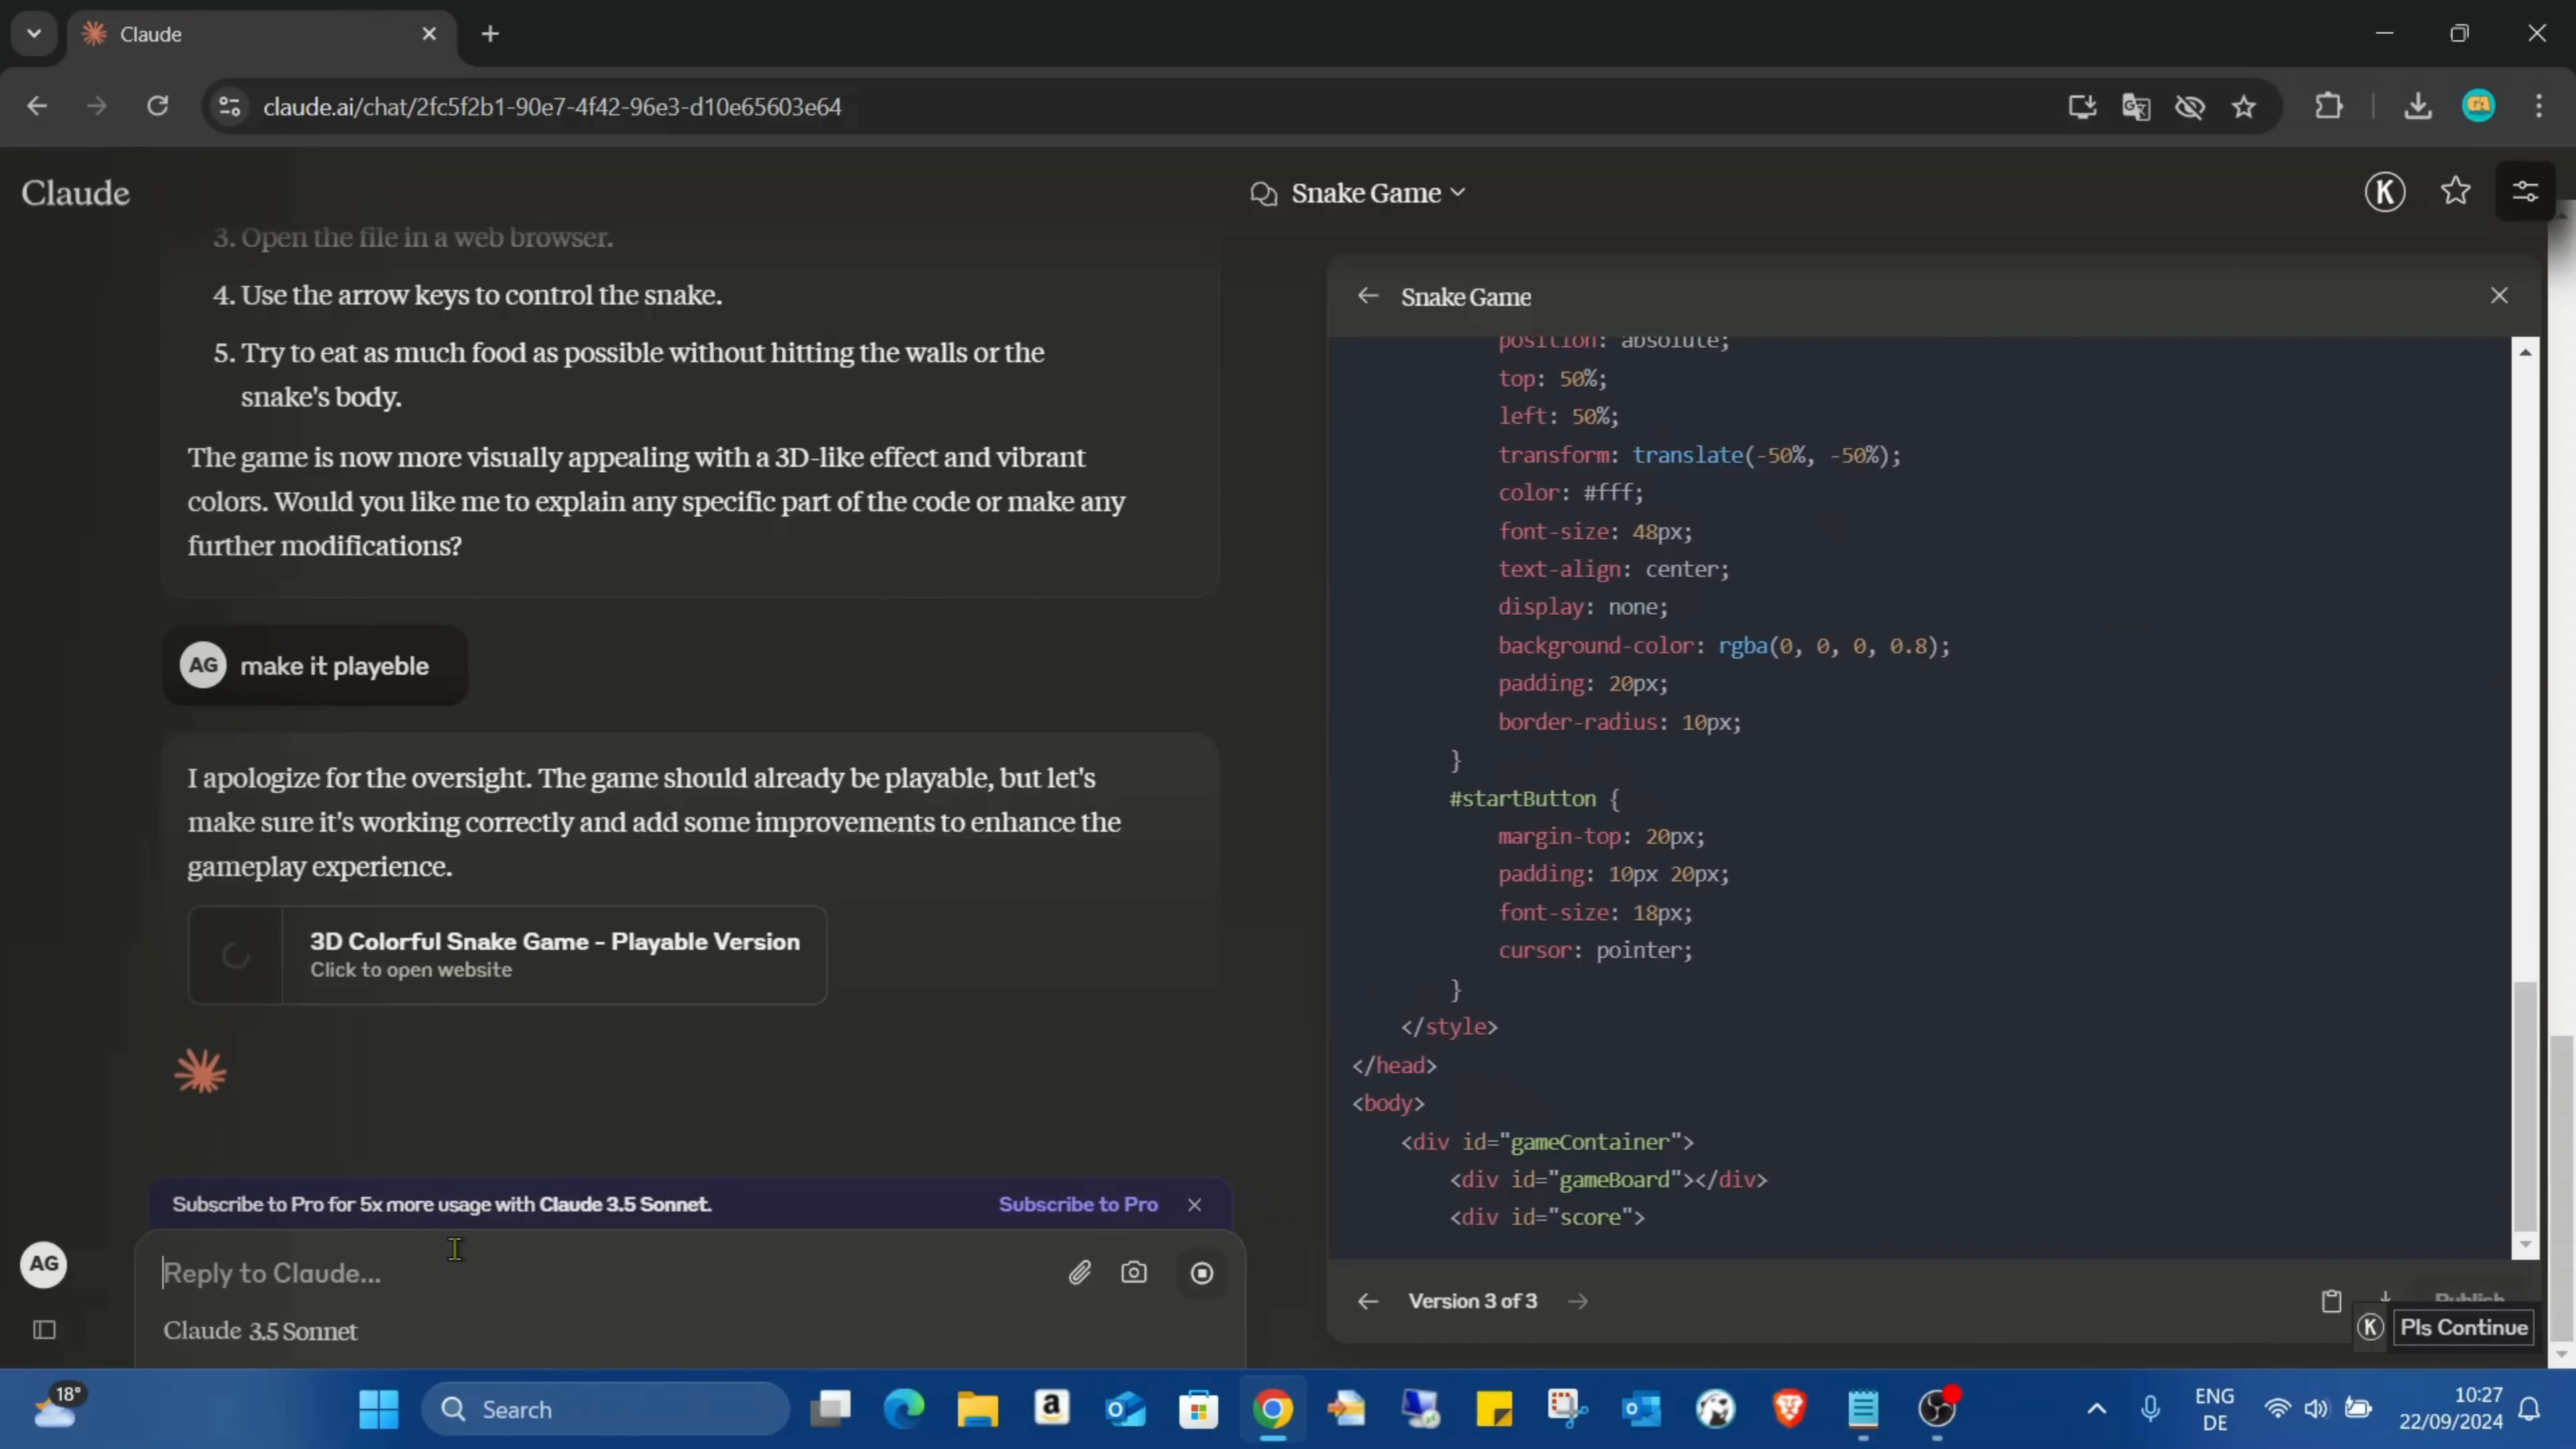 Claude
claude.ai/chat/2fc5f2b1-90e7-4f42-96e3-d10e65603e64
Claude
Snake Game
K
3. Open the file in a web browser.
4. Use the arrow keys to control the snake.
5. Try to eat as much food as possible without hitting the walls or the
snake's body.
The game is now more visually appealing with a 3D-like effect and vibrant
colors. Would you like me to explain any specific part of the code or make any
further modifications?
AG make it playeble
I apologize for the oversight. The game should already be playable, but let's
make sure it's working correctly and add some improvements to enhance the
gameplay experience.
3D Colorful Snake Game - Playable Version
Click to open website
Subscribe to Pro for 5x more usage with Claude 3.5 Sonnet. Subscribe to Pro
AG
Reply to Claude...
Claude 3.5 Sonnet
Snake Game
position: absolute;
top: 50%;
left: 50%;
transform: translate(-50%, -50%);
color: #fff;
font-size: 48px;
text-align: center;
display: none;
background-color: rgba(0, 0, 0, 0.8);
padding: 20px;
border-radius: 10px;
}
#startButton {
margin-top: 20px;
padding: 10px 20px;
font-size: 18px;
cursor: pointer;
}
</style>
</head>
<body>
<div id="gameContainer">
<div id="gameBoard"></div>
<div id="score">
Version 3 of 3
Publish
K Pls Continue
18°
Search
a
ENG
DE
10:27
22/09/2024